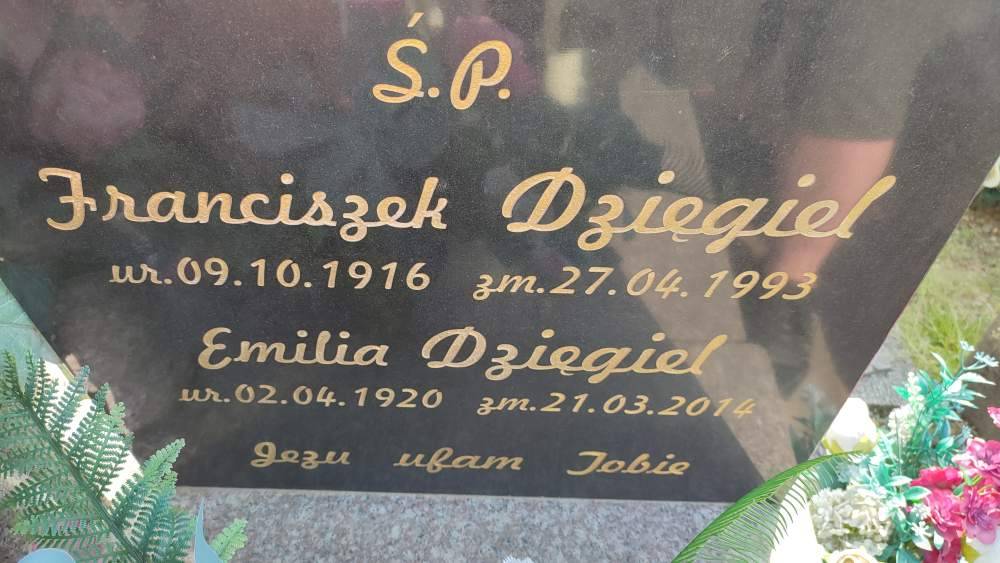 Ś.P.
Franciszek Dzięgiel
ur.09.10.1916 zm.27.04.1993
Emilia Dzięgiel
ur.02.04.1920 zm.21.03.2014
Jezu ufam Tobie